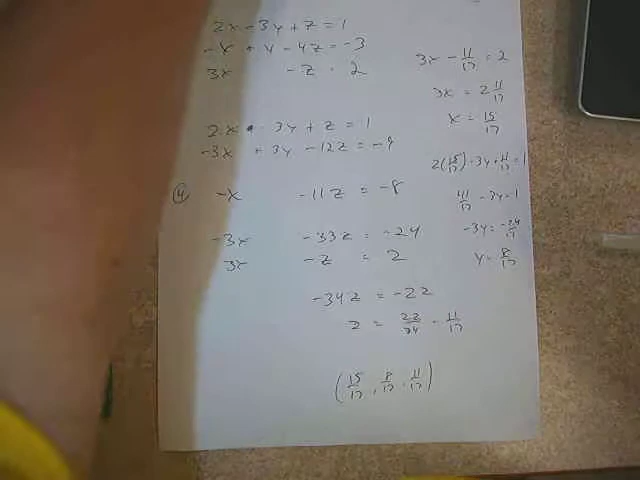 2x - 3y + z = 1
-x + y - 4z = -3
3x - z = 2
2x - 3y + z = 1
-3x + 3y - 12z = -9
④ -x -11z = -8
-3x -33z = -24
3x -z = 2
-34z = -22
z = 22/34 = 11/17
(15/17, 8/17, 11/17)
3x - 11/17 = 2
3x = 2 11/17
x = 15/17
2(15/17) - 3y + 11/17 = 1
41/17 - 3y = 1
-3y = -24/17
y = 8/17